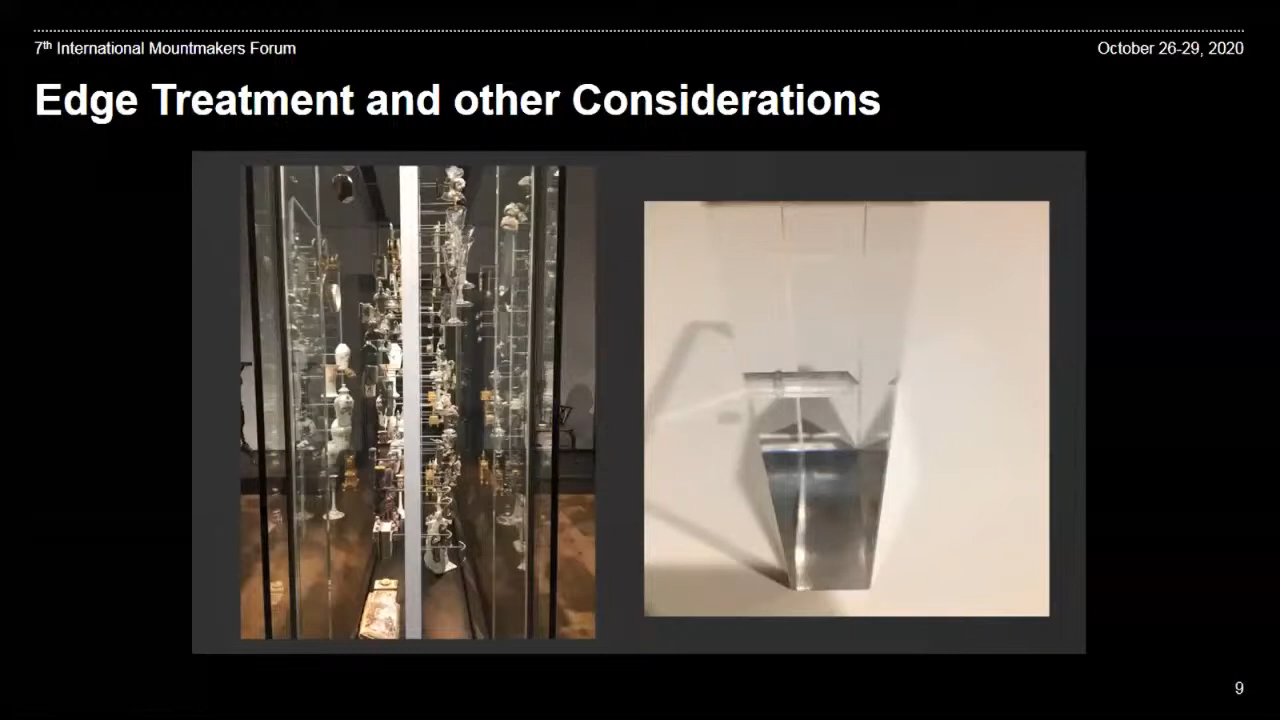 7th International Mountmakers Forum
October 26-29, 2020
Edge Treatment and other Considerations
9